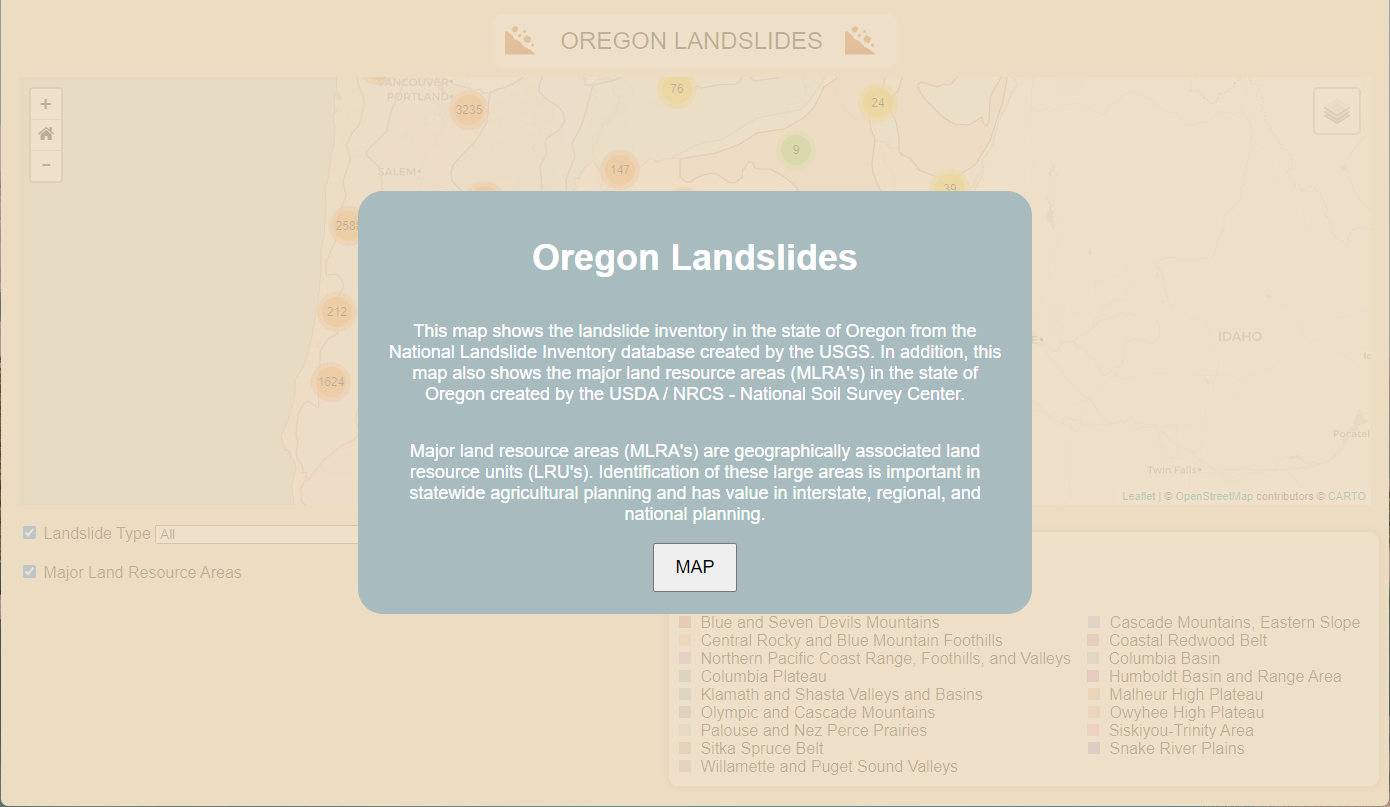 OREGON LANDSLIDES
VANCOUVER
PORTLAND
3235
76
24
+
−
9
147
SALEM
39
258
212
1624
IDAHO
Pocatel
Twin Falls
Leaflet | © OpenStreetMap contributors © CARTO
Oregon Landslides
This map shows the landslide inventory in the state of Oregon from the
National Landslide Inventory database created by the USGS. In addition, this
map also shows the major land resource areas (MLRA's) in the state of
Oregon created by the USDA / NRCS - National Soil Survey Center.
Major land resource areas (MLRA's) are geographically associated land
resource units (LRU's). Identification of these large areas is important in
statewide agricultural planning and has value in interstate, regional, and
national planning.
MAP
Landslide Type All
Major Land Resource Areas
Blue and Seven Devils Mountains
Central Rocky and Blue Mountain Foothills
Northern Pacific Coast Range, Foothills, and Valleys
Columbia Plateau
Klamath and Shasta Valleys and Basins
Olympic and Cascade Mountains
Palouse and Nez Perce Prairies
Sitka Spruce Belt
Willamette and Puget Sound Valleys
Cascade Mountains, Eastern Slope
Coastal Redwood Belt
Columbia Basin
Humboldt Basin and Range Area
Malheur High Plateau
Owyhee High Plateau
Siskiyou-Trinity Area
Snake River Plains